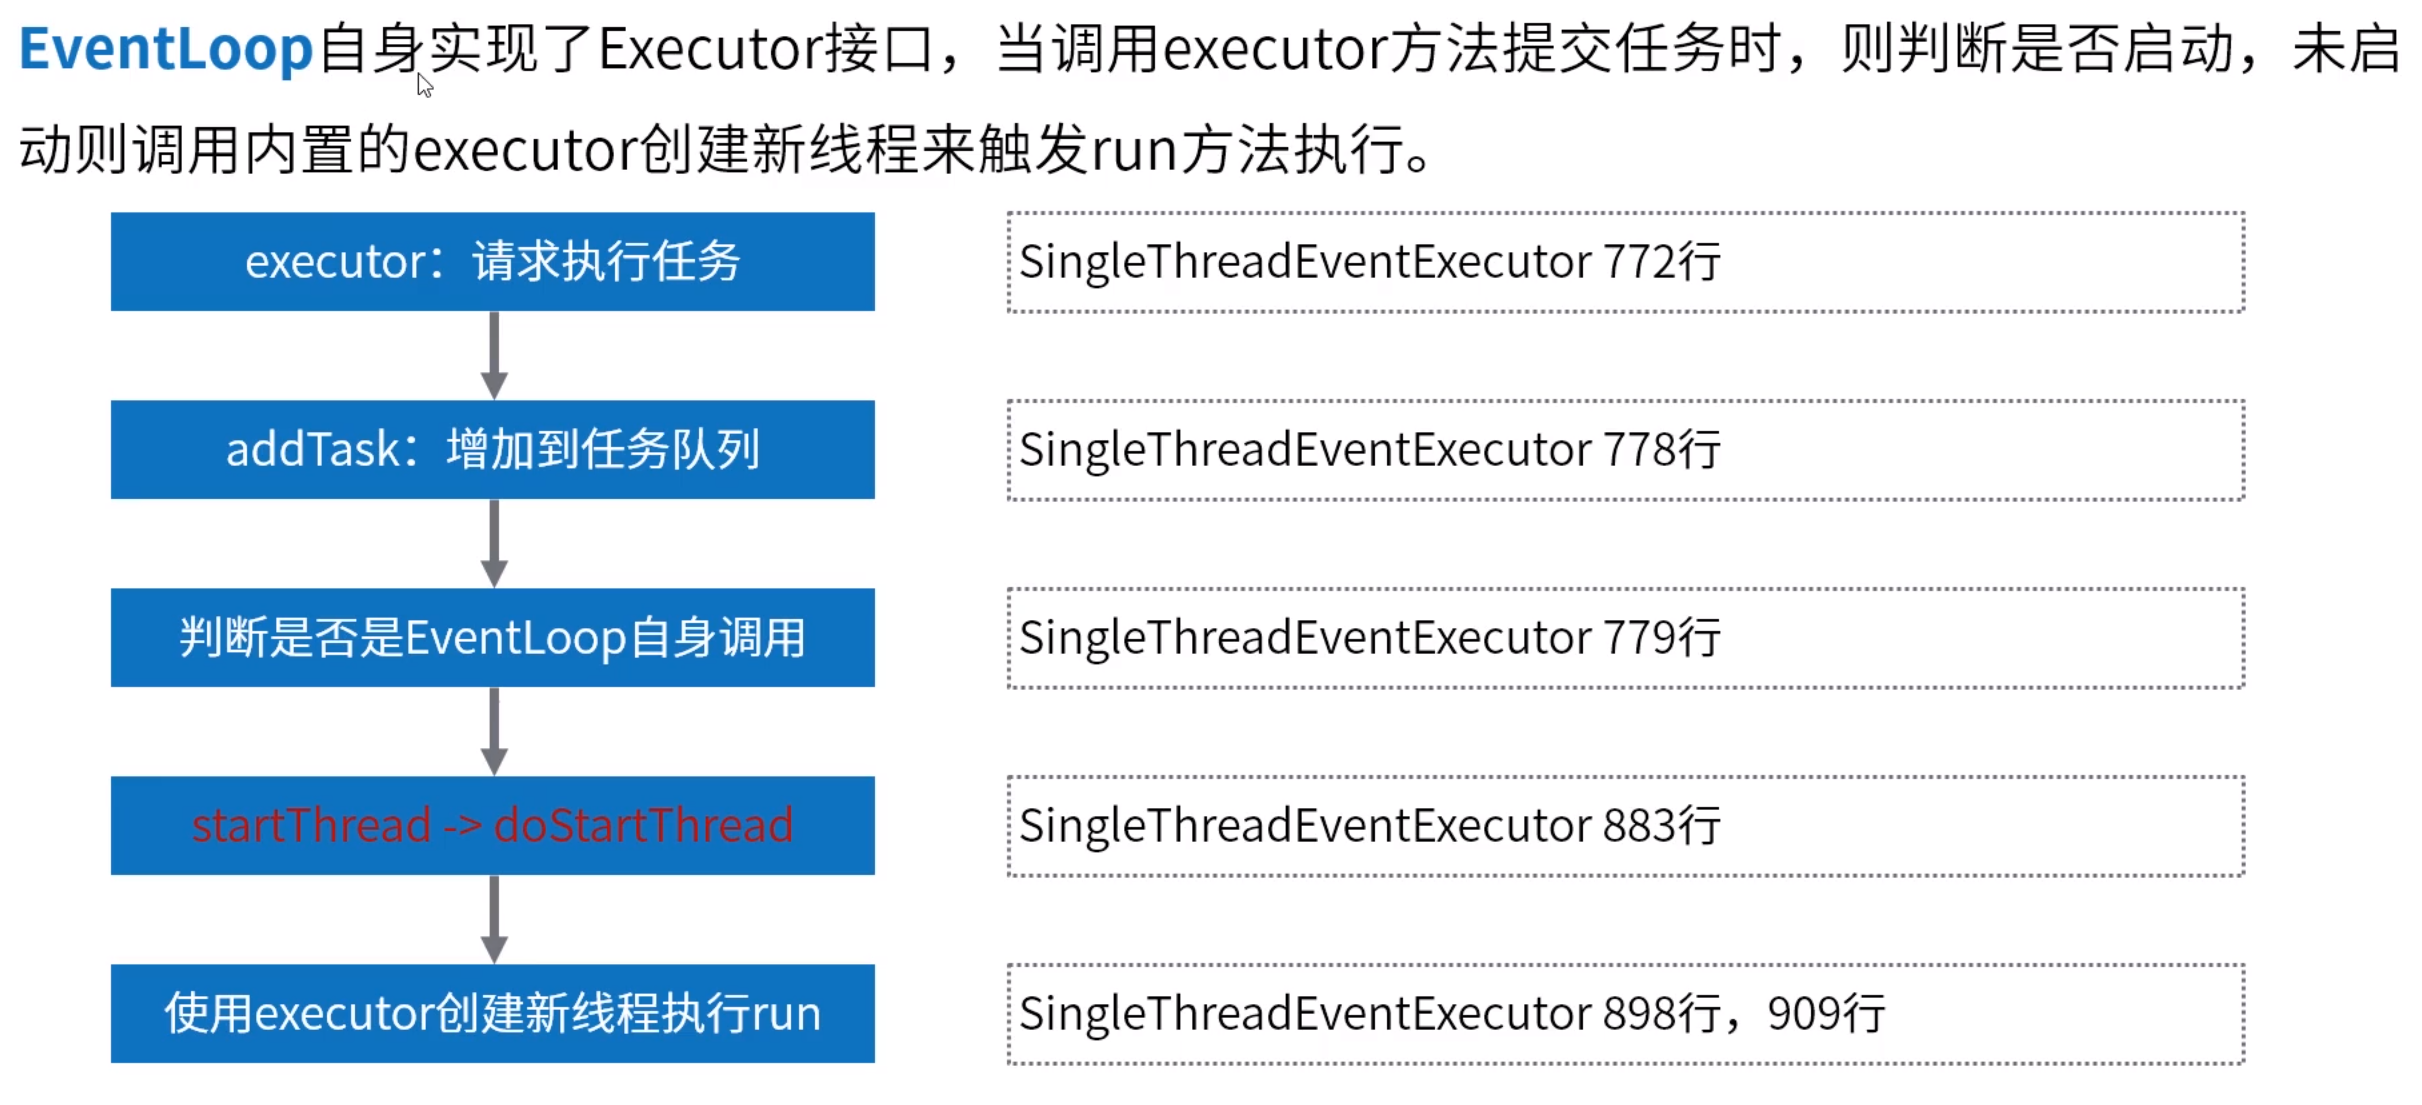 EventLoop自身实现了Executor接口，当调用executor方法提交任务时，则判断是否启动，未启
动则调用内置的executor创建新线程来触发run方法执行。
executor：请求执行任务
SingleThreadEventExecutor 772行
addTask：增加到任务队列
SingleThreadEventExecutor 778行
判断是否是EventLoop自身调用
SingleThreadEventExecutor 779行
startThread -> doStartThread
SingleThreadEventExecutor 883行
使用executor创建新线程执行run
SingleThreadEventExecutor 898行，909行